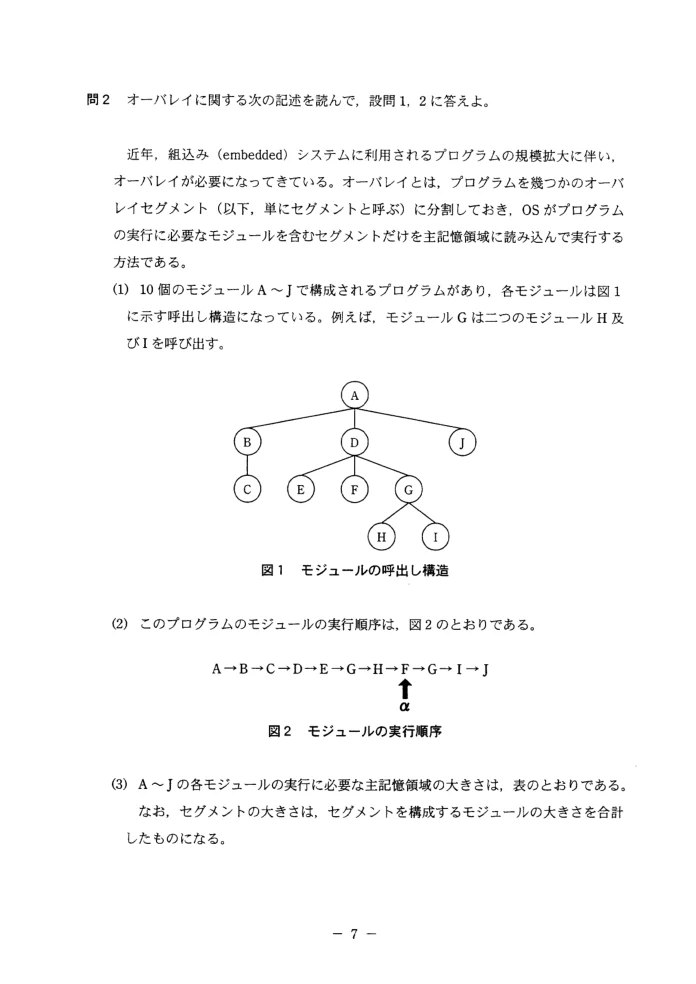 問2 オーバレイに関する次の記述を読んで，設問1，2に答えよ。
近年，組込み（embedded）システムに利用されるプログラムの規模拡大に伴い，
オーバレイが必要になってきている。オーバレイとは，プログラムを幾つかのオーバ
レイセグメント（以下，単にセグメントと呼ぶ）に分割しておき，OSがプログラム
の実行に必要なモジュールを含むセグメントだけを主記憶領域に読み込んで実行する
方法である。
(1) 10個のモジュールA～Jで構成されるプログラムがあり，各モジュールは図1
に示す呼出し構造になっている。例えば，モジュールGは二つのモジュールH及
びIを呼び出す。
A
B D J
C E F G
H I
図1 モジュールの呼出し構造
(2) このプログラムのモジュールの実行順序は，図2のとおりである。
A→B→C→D→E→G→H→F→G→I→J
α
図2 モジュールの実行順序
(3) A～Jの各モジュールの実行に必要な主記憶領域の大きさは，表のとおりである。
なお，セグメントの大きさは，セグメントを構成するモジュールの大きさを合計
したものになる。
－ 7 －